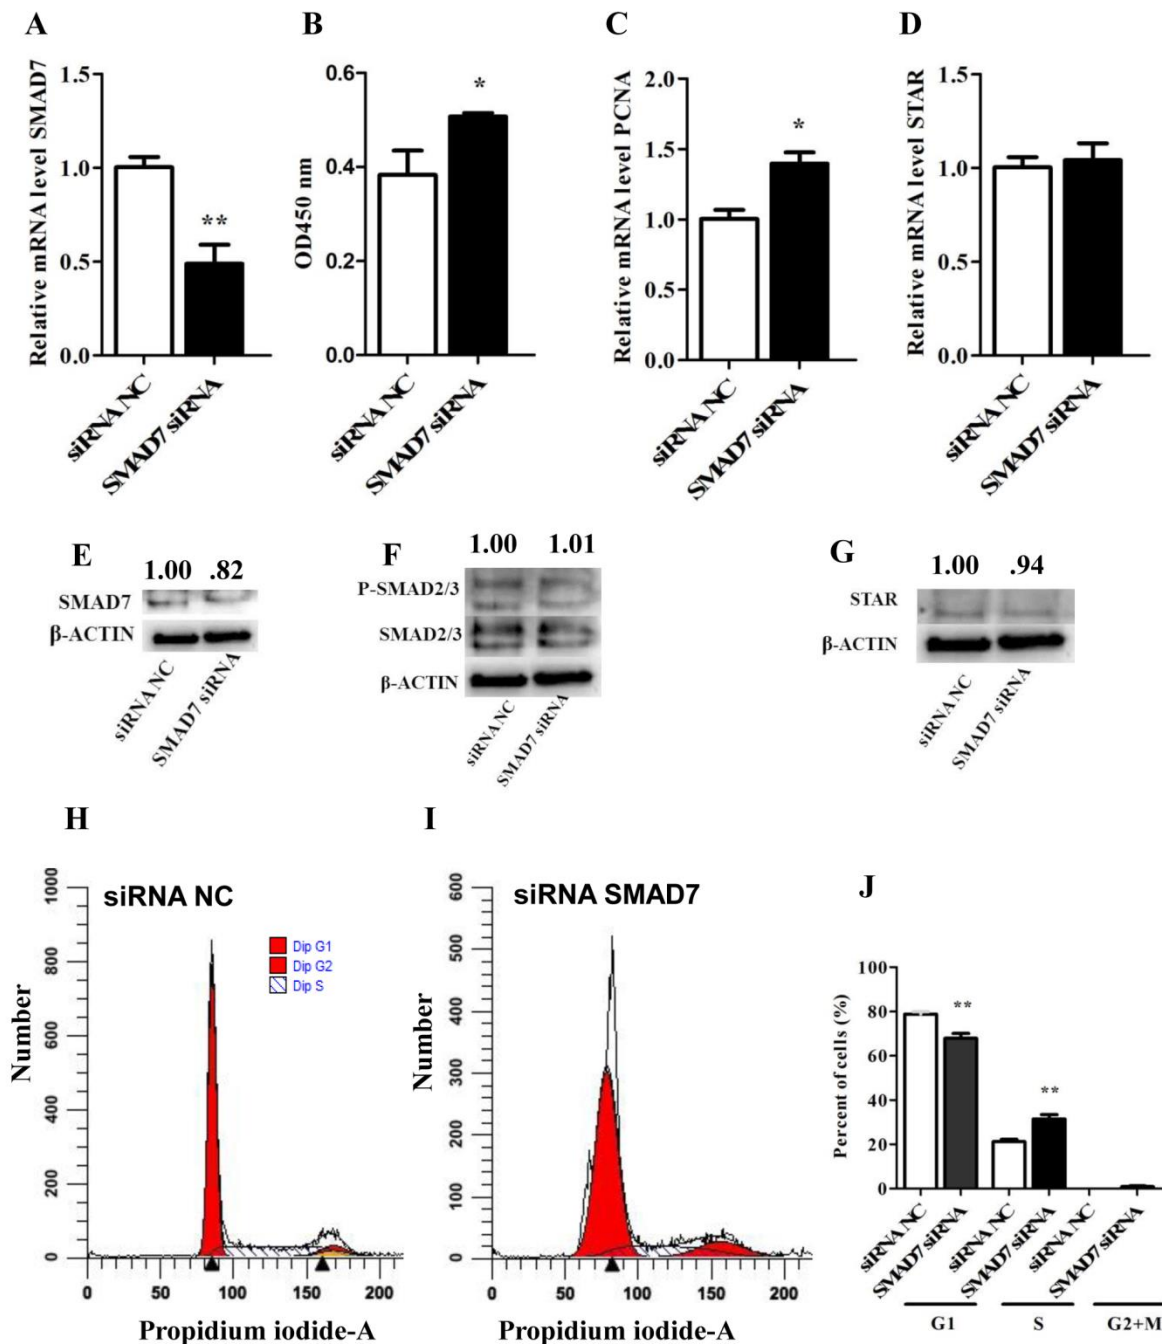 A
B
C
D
Relative mRNA level SMAD7
1.5
1.0
0.5
0.0
**
siRNA NC
SMAD7 siRNA
OD450 nm
0.6
0.4
0.2
0.0
*
siRNA NC
SMAD7 siRNA
Relative mRNA level PCNA
2.0
1.5
1.0
0.5
0.0
*
siRNA NC
SMAD7 siRNA
Relative mRNA level STAR
1.5
1.0
0.5
0.0
siRNA NC
SMAD7 siRNA
E
1.00 .82
SMAD7
β-ACTIN
siRNA NC
SMAD7 siRNA
F
1.00 1.01
P-SMAD2/3
SMAD2/3
β-ACTIN
siRNA NC
SMAD7 siRNA
G
1.00 .94
STAR
β-ACTIN
siRNA NC
SMAD7 siRNA
H
siRNA NC
Dip G1
Dip G2
Dip S
Number
1000
800
600
400
200
0
0 50 100 150 200
Propidium iodide-A
I
siRNA SMAD7
Number
600
500
400
300
200
100
0
0 50 100 150 200
Propidium iodide-A
J
Percent of cells (%)
100
80
60
40
20
0
**
**
siRNA NC
SMAD7 siRNA
siRNA NC
SMAD7 siRNA
siRNA NC
SMAD7 siRNA
G1 S G2+M